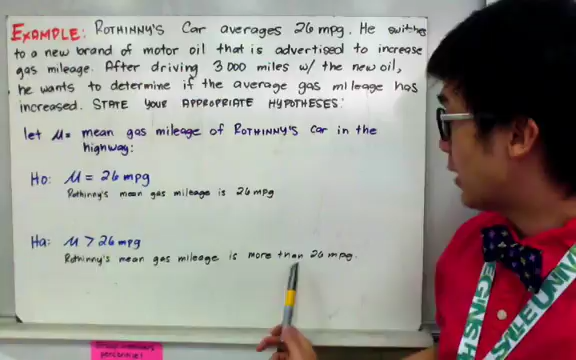 EXAMPLE: ROTHINNY'S Car averages 26 mpg. He
to a new brand of motor oil that is advertised to increase
gas mileage. After driving 3000 miles w/ the new oil,
he wants to determine if the average gas mileage has
increased. STATE YOUR APPROPRIATE HYPOTHESES:
let μ= mean gas mileage of ROTHINNY'S car in the
highway:
Ho: μ = 26 mpg
Rothinny's mean gas mileage is 26 mpg
Ha: μ > 26 mpg
Rothinny's mean gas mileage is more than 26 mpg.